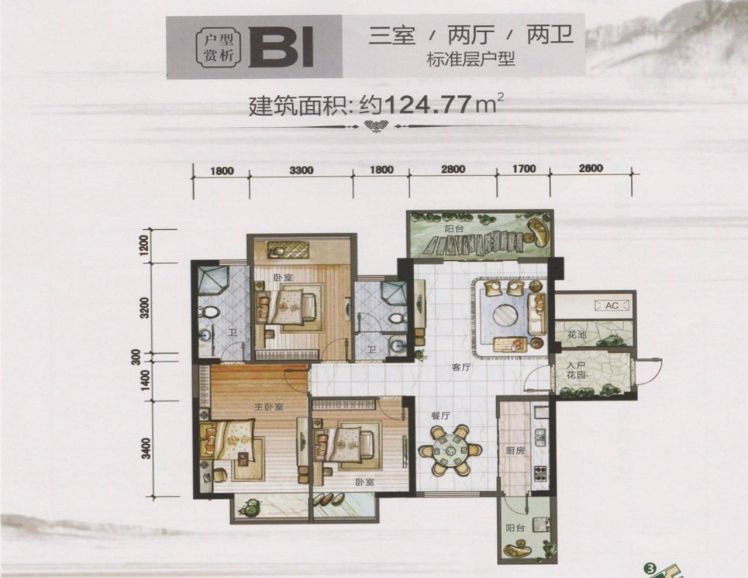 户型
赏析
B1
三室 / 两厅 / 两卫
标准层户型
建筑面积: 约124.77m²
1800 3300 1800 2800 1700 2600
1200
3200
300
1400
3400
阳台
卧室
AC
花池
卫
卫
客厅
入户
花园
主卧室
餐厅
厨房
卧室
阳台
3